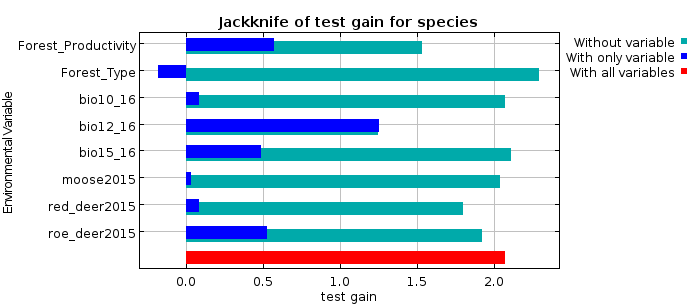 Jackknife of test gain for species
Without variable
With only variable
With all variables
Environmental Variable
Forest_Productivity
Forest_Type
bio10_16
bio12_16
bio15_16
moose2015
red_deer2015
roe_deer2015
0.0 0.5 1.0 1.5 2.0
test gain